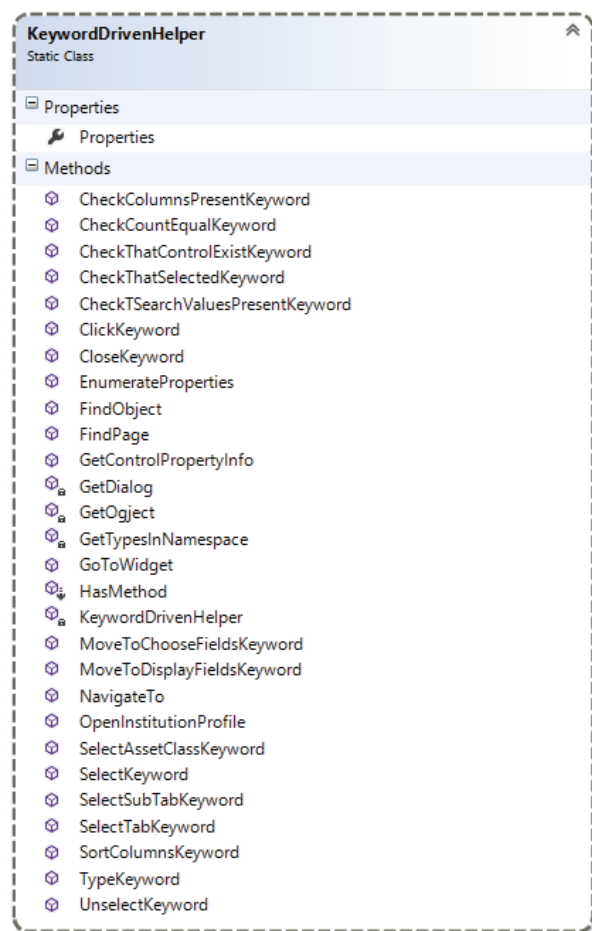 KeywordDrivenHelper
Static Class
Properties
Properties
Methods
CheckColumnsPresentKeyword
CheckCountEqualKeyword
CheckThatControlExistKeyword
CheckThatSelectedKeyword
CheckTSearchValuesPresentKeyword
ClickKeyword
CloseKeyword
EnumerateProperties
FindObject
FindPage
GetControlPropertyInfo
GetDialog
GetOgject
GetTypesInNamespace
GoToWidget
HasMethod
KeywordDrivenHelper
MoveToChooseFieldsKeyword
MoveToDisplayFieldsKeyword
NavigateTo
OpenInstitutionProfile
SelectAssetClassKeyword
SelectKeyword
SelectSubTabKeyword
SelectTabKeyword
SortColumnsKeyword
TypeKeyword
UnselectKeyword